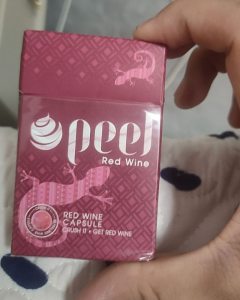 peel
Red Wine
RED WINE
CAPSULE
CRUSH IT & GET RED WINE